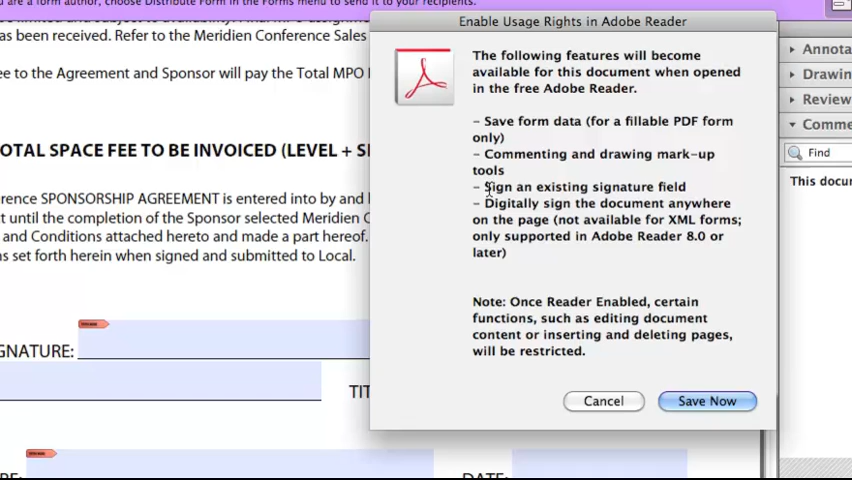 u are a form author, choose Distribute Form in the Forms menu to send it to your recipients.
Enable Usage Rights in Adobe Reader
has been received. Refer to the Meridien Conference Sales
ee to the Agreement and Sponsor will pay the Total MPO
OTAL SPACE FEE TO BE INVOICED (LEVEL + S
erence SPONSORSHIP AGREEMENT is entered into by and
ct until the completion of the Sponsor selected Meridien C
and Conditions attached hereto and made a part hereof.
ns set forth herein when signed and submitted to Local.
GNATURE:
TIT
RE:
DATE:
The following features will become
available for this document when opened
in the free Adobe Reader.
- Save form data (for a fillable PDF form
only)
- Commenting and drawing mark-up
tools
- Sign an existing signature field
- Digitally sign the document anywhere
on the page (not available for XML forms;
only supported in Adobe Reader 8.0 or
later)
Note: Once Reader Enabled, certain
functions, such as editing document
content or inserting and deleting pages,
will be restricted.
Cancel
Save Now
Annota
Drawin
Review
Comme
Find
This docu